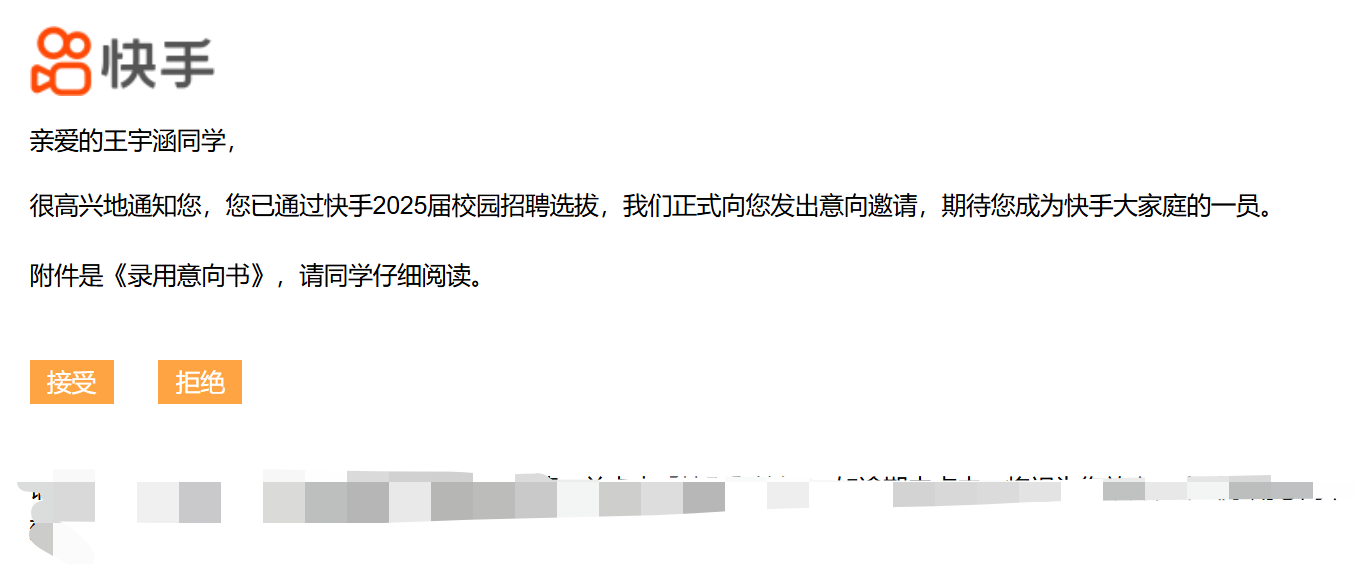 快手
亲爱的王宇涵同学，
很高兴地通知您，您已通过快手2025届校园招聘选拔，我们正式向您发出意向邀请，期待您成为快手大家庭的一员。
附件是《录用意向书》，请同学仔细阅读。
接受 拒绝